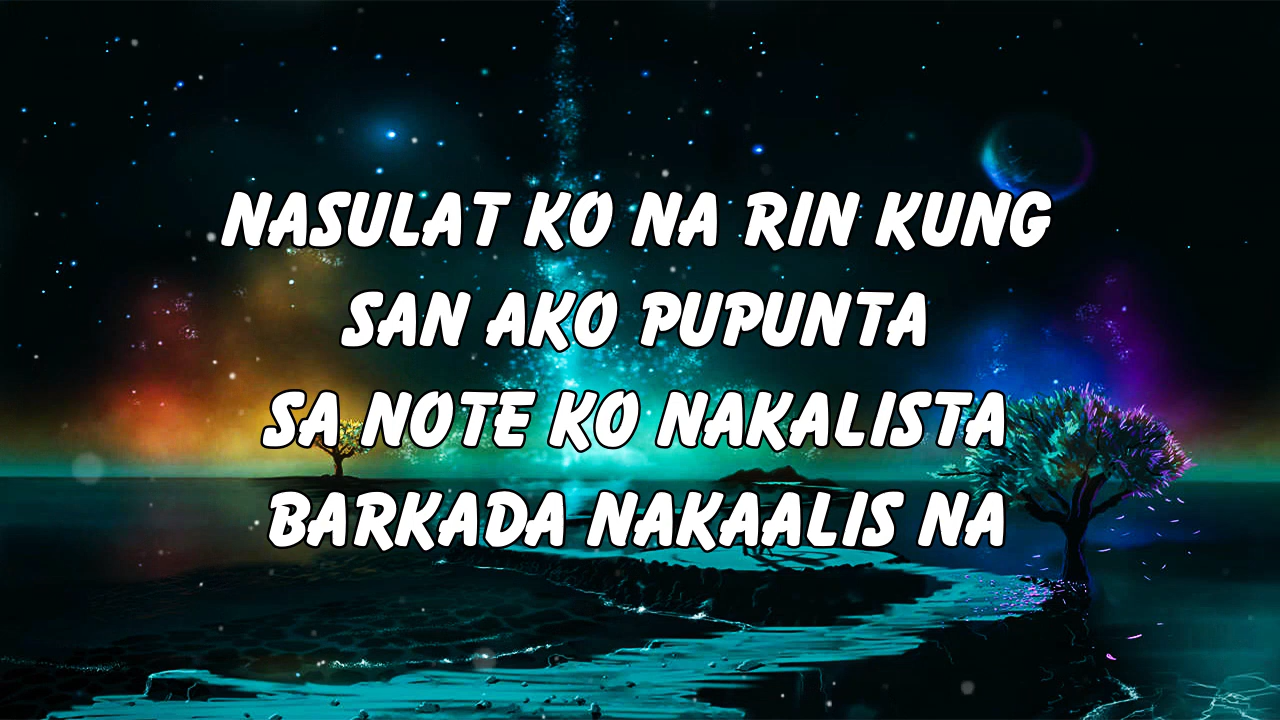 NASULAT KO NA RIN KUNG
SAN AKO PUPUNTA
SA NOTE KO NAKALISTA
BARKADA NAKAALIS NA